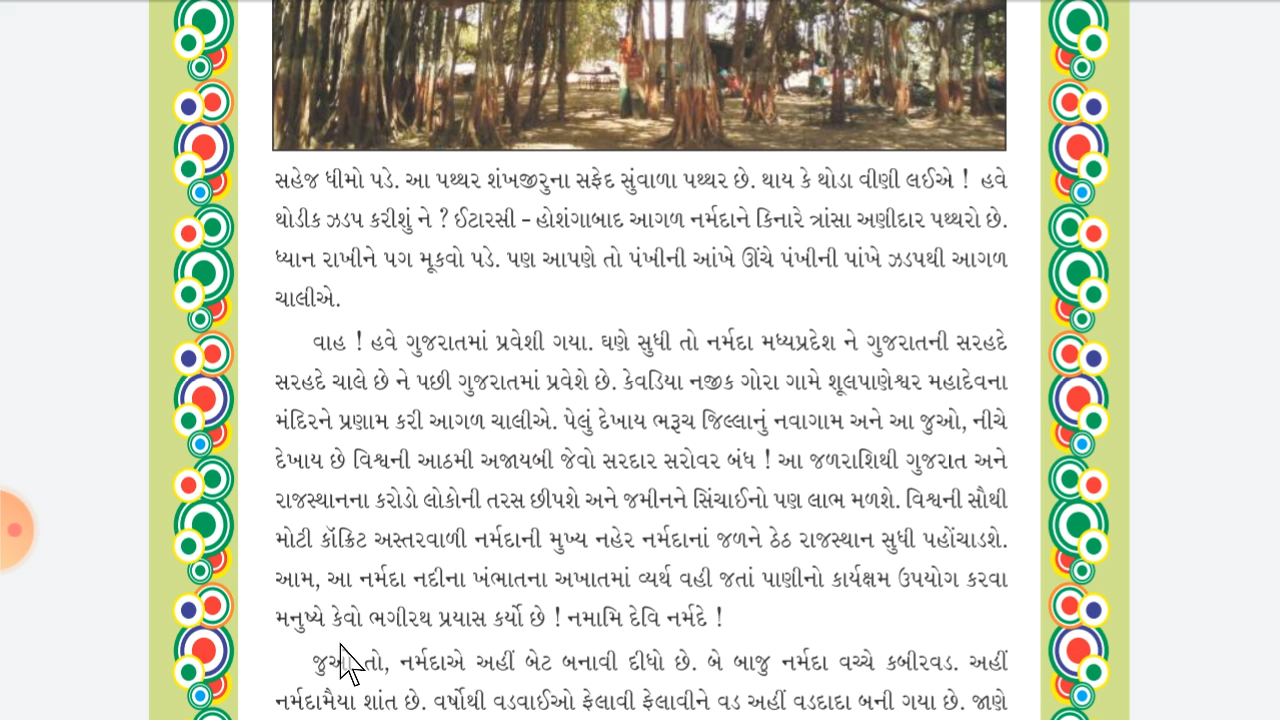 સહેજ ધીમો પડે. આ પથ્થર શંખજીરુના સફેદ સુંવાળા પથ્થર છે. થાય કે થોડા વીણી લઈએ ! હવે
થોડીક ઝડપ કરીશું ને ? ઈટારસી – હોશંગાબાદ આગળ નર્મદાને કિનારે ત્રાંસા અણીદાર પથ્થરો છે.
ધ્યાન રાખીને પગ મૂકવો પડે. પણ આપણે તો પંખીની આંખે ઊંચે પંખીની પાંખે ઝડપથી આગળ
ચાલીએ.
વાહ ! હવે ગુજરાતમાં પ્રવેશી ગયા. ઘણે સુધી તો નર્મદા મધ્યપ્રદેશ ને ગુજરાતની સરહદે
સરહદે ચાલે છે ને પછી ગુજરાતમાં પ્રવેશે છે. કેવડિયા નજીક ગોરા ગામે શૂલપાણેશ્વર મહાદેવના
મંદિરને પ્રણામ કરી આગળ ચાલીએ. પેલું દેખાય ભરૂચ જિલ્લાનું નવાગામ અને આ જુઓ, નીચે
દેખાય છે વિશ્વની આઠમી અજાયબી જેવો સરદાર સરોવર બંધ ! આ જળરાશિથી ગુજરાત અને
રાજસ્થાનના કરોડો લોકોની તરસ છીપશે અને જમીનને સિંચાઈનો પણ લાભ મળશે. વિશ્વની સૌથી
મોટી કૉંક્રિટ અસ્તરવાળી નર્મદાની મુખ્ય નહેર નર્મદાનાં જળને ઠેઠ રાજસ્થાન સુધી પહોંચાડશે.
આમ, આ નર્મદા નદીના ખંભાતના અખાતમાં વ્યર્થ વહી જતાં પાણીનો કાર્યક્ષમ ઉપયોગ કરવા
મનુષ્યે કેવો ભગીરથ પ્રયાસ કર્યો છે ! નમામિ દેવિ નર્મદે !
જુઓ તો, નર્મદાએ અહીં બેટ બનાવી દીધો છે. બે બાજુ નર્મદા વચ્ચે કબીરવડ. અહીં
નર્મદામૈયા શાંત છે. વર્ષોથી વડવાઈઓ ફેલાવી ફેલાવીને વડ અહીં વડદાદા બની ગયા છે. જાણે